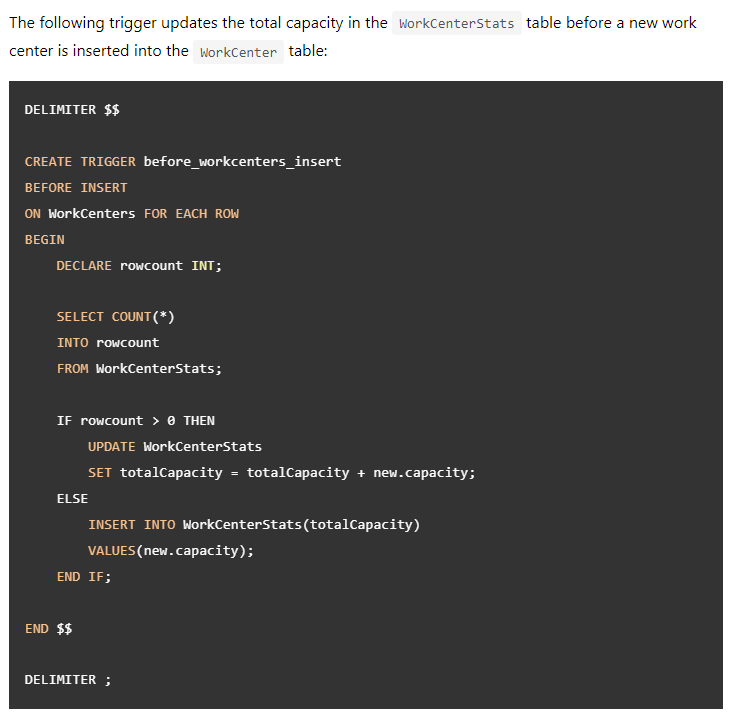 The following trigger updates the total capacity in the WorkCenterStats table before a new work
center is inserted into the WorkCenter table:
DELIMITER $$
CREATE TRIGGER before_workcenters_insert
BEFORE INSERT
ON WorkCenters FOR EACH ROW
BEGIN
    DECLARE rowcount INT;
    SELECT COUNT(*)
    INTO rowcount
    FROM WorkCenterStats;
    IF rowcount > 0 THEN
        UPDATE WorkCenterStats
        SET totalCapacity = totalCapacity + new.capacity;
    ELSE
        INSERT INTO WorkCenterStats(totalCapacity)
        VALUES(new.capacity);
    END IF;
END $$
DELIMITER ;